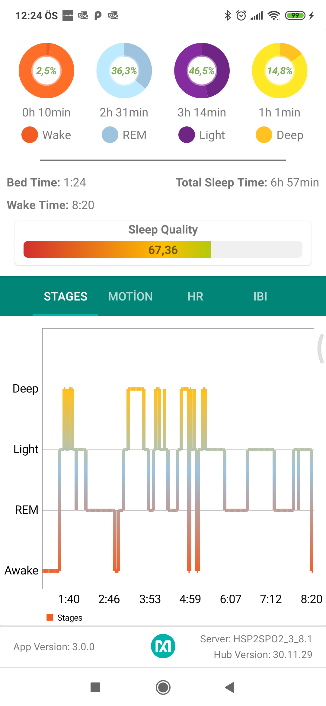 12:24 ÖS
99
2,5%
36,3%
46,5%
14,8%
0h 10min
2h 31min
3h 14min
1h 1min
Wake
REM
Light
Deep
Bed Time: 1:24
Total Sleep Time: 6h 57min
Wake Time: 8:20
Sleep Quality
67,36
STAGES
MOTİON
HR
IBI
Deep
Light
REM
Awake
1:40 2:46 3:53 4:59 6:07 7:12 8:20
Stages
App Version: 3.0.0
Server: HSP2SPO2_3_8.1
Hub Version: 30.11.29